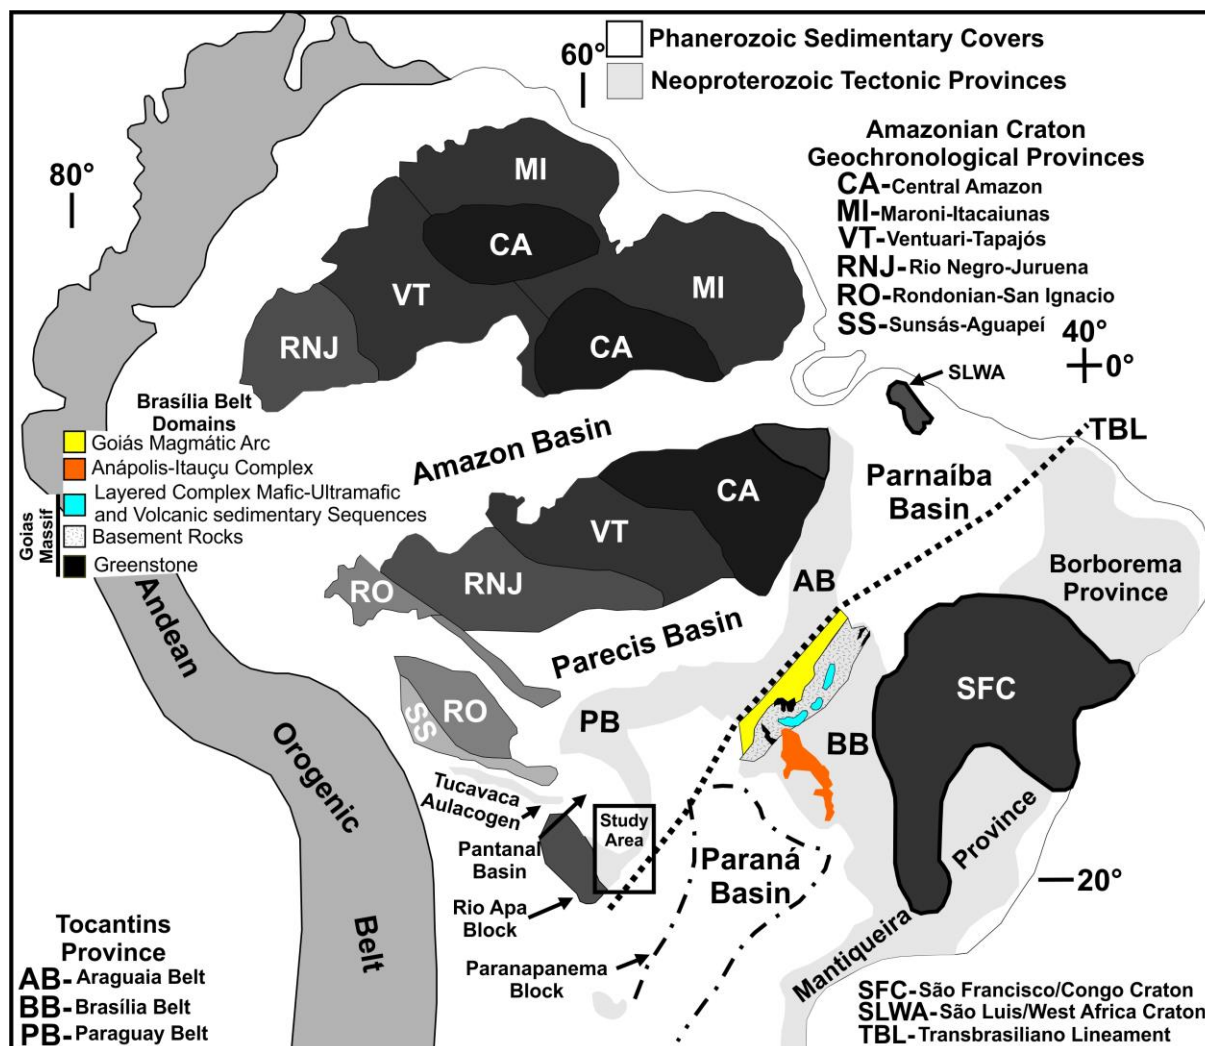 Phanerozoic Sedimentary Covers
Neoproterozoic Tectonic Provinces
60°
80°
Amazonian Craton
Geochronological Provinces
CA-Central Amazon
MI-Maroni-Itacaiunas
VT-Ventuari-Tapajós
RNJ-Rio Negro-Juruena
RO-Rondonian-San Ignacio
SS-Sunsás-Aguapeí
40°
0°
MI
CA
VT
MI
RNJ
CA
SLWA
TBL
Brasília Belt
Domains
Goiás Magmátic Arc
Anápolis-Itauçu Complex
Layered Complex Mafic-Ultramafic
and Volcanic sedimentary Sequences
Basement Rocks
Greenstone
Goias
Massif
Amazon Basin
Parnaíba
Basin
CA
VT
RNJ
RO
AB
Borborema
Province
Parecis Basin
SFC
RO
SS
PB
BB
Andean
Orogenic
Belt
Tucavaca
Aulacogen
Study
Area
Pantanal
Basin
Paraná
Basin
Rio Apa
Block
Paranapanema
Block
Mantiqueira
Province
20°
Tocantins
Province
AB-Araguaia Belt
BB-Brasília Belt
PB-Paraguay Belt
SFC-São Francisco/Congo Craton
SLWA-São Luis/West Africa Craton
TBL-Transbrasiliano Lineament